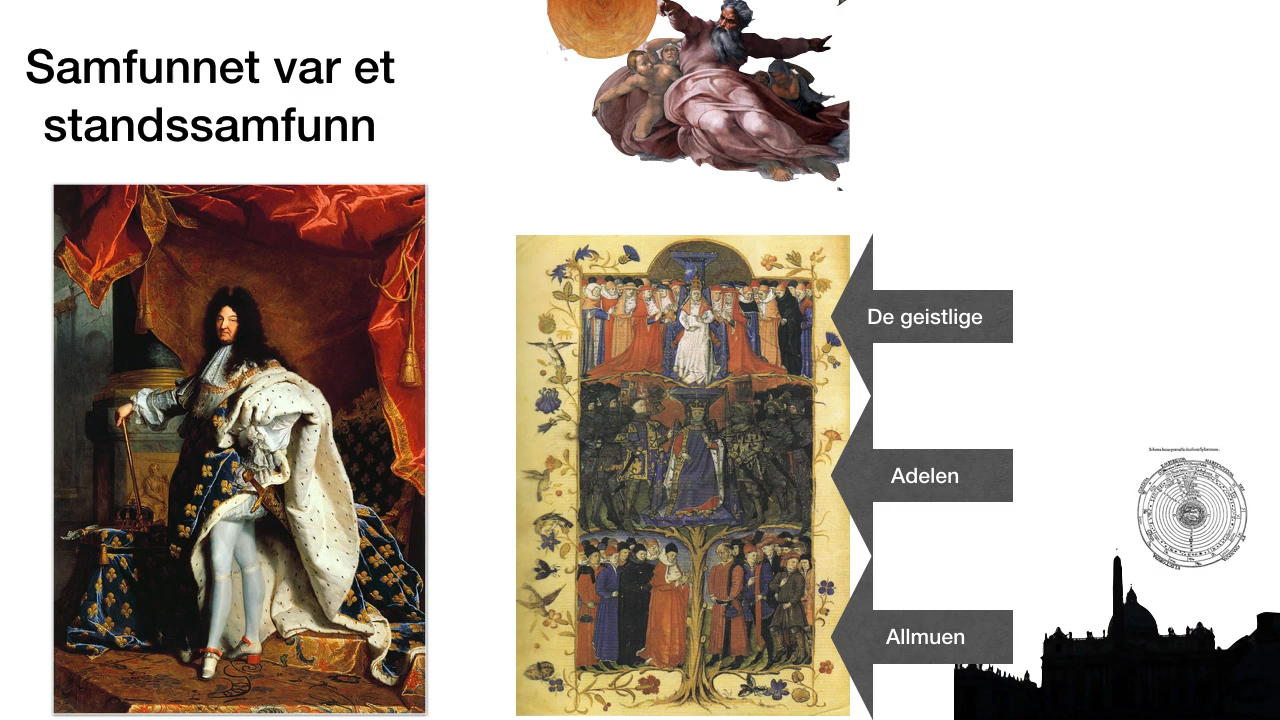 Samfunnet var et
standssamfunn
De geistlige
Adelen
Allmuen